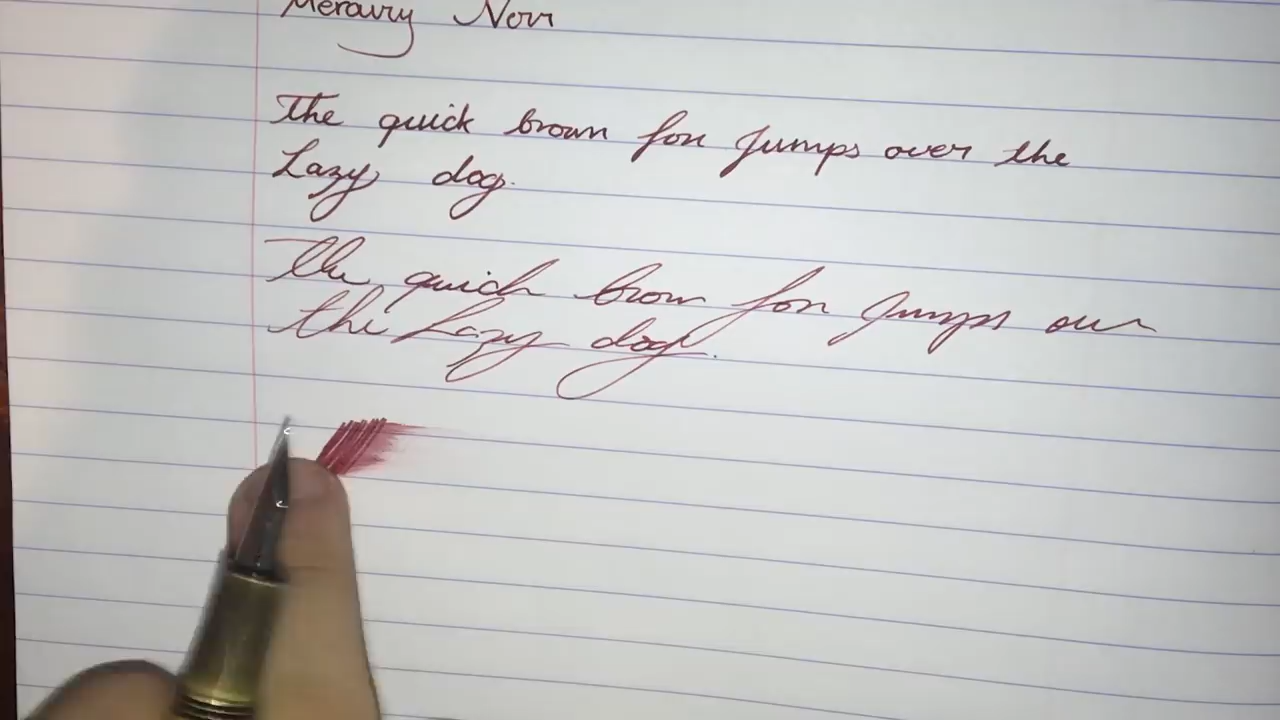 Mercury Noir
The quick brown fox Jumps over the
Lazy dog.
The quick brown fox Jumps over
the Lazy dog.